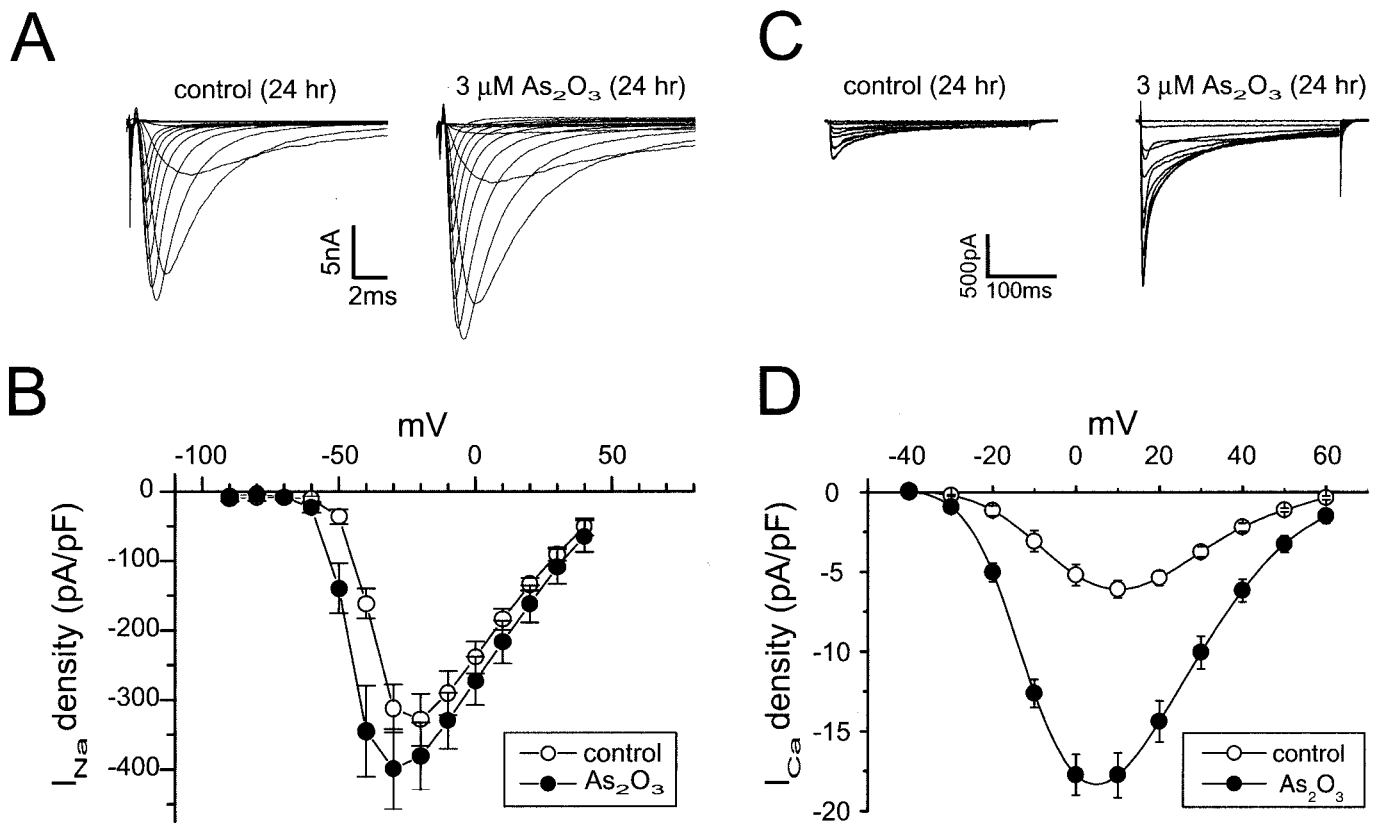 A
control (24 hr)
3 μM As₂O₃ (24 hr)
5nA
2ms
C
control (24 hr)
3 μM As₂O₃ (24 hr)
500pA
100ms
B
mV
-100 -50 0 50
0
-100
-200
-300
-400
I_Na density (pA/pF)
control
As₂O₃
D
mV
-40 -20 0 20 40 60
0
-5
-10
-15
-20
I_Ca density (pA/pF)
control
As₂O₃